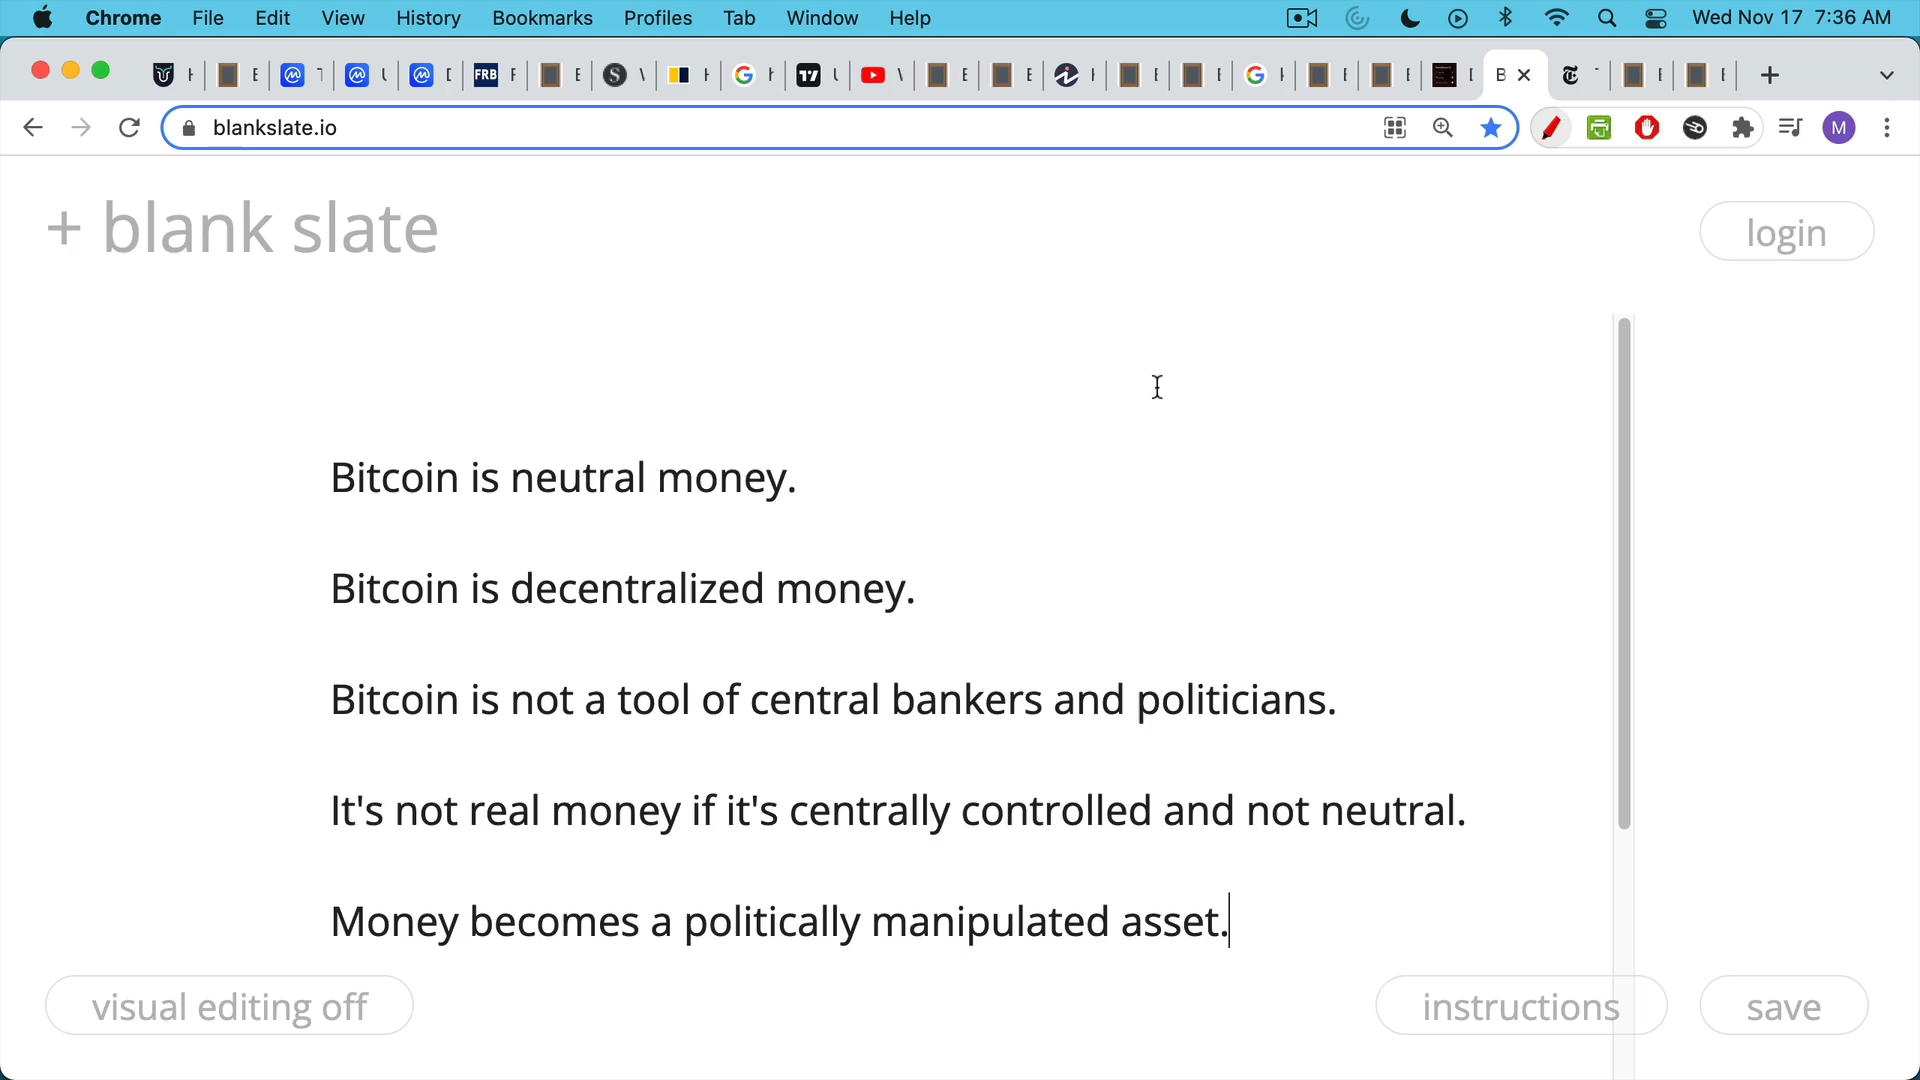 Chrome File Edit View History Bookmarks Profiles Tab Window Help Wed Nov 17 7:36 AM
FRB
B
blankslate.io
M
+ blank slate
login
Bitcoin is neutral money.
Bitcoin is decentralized money.
Bitcoin is not a tool of central bankers and politicians.
It's not real money if it's centrally controlled and not neutral.
Money becomes a politically manipulated asset.
visual editing off
instructions
save